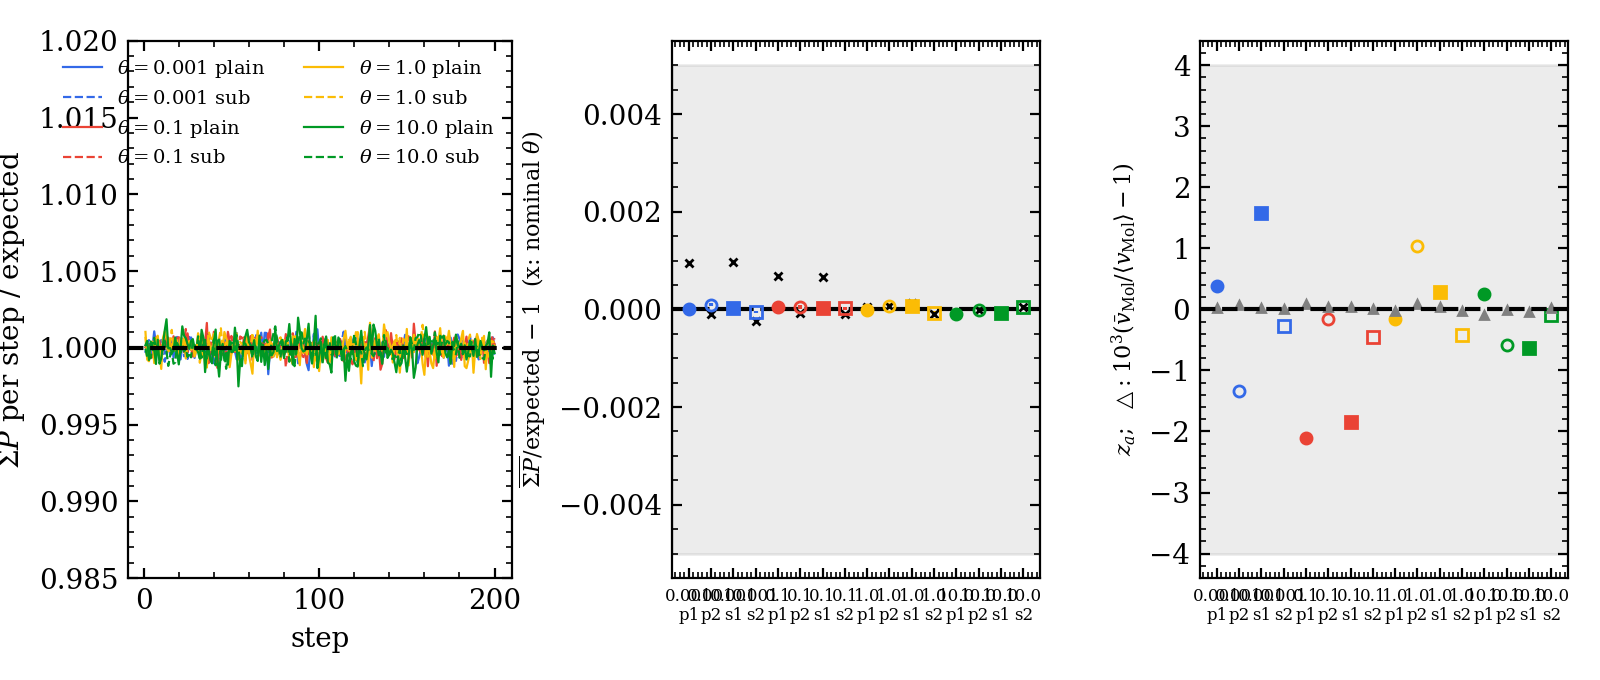 1.020
1.015
1.010
1.005
1.000
0.995
0.990
0.985
0
100
200
step
ΣP per step / expected
θ = 0.001 plain
θ = 0.001 sub
θ = 0.1 plain
θ = 0.1 sub
θ = 1.0 plain
θ = 1.0 sub
θ = 10.0 plain
θ = 10.0 sub
ΣP/expected − 1 (x: nominal θ)
0.004
0.002
0.000
−0.002
−0.004
p1 p2 s1 s2 p1 p2 s1 s2 p1 p2 s1 s2 p1 p2 s1 s2
z_a; △: 10³(v̄_Mol/⟨v_Mol⟩ − 1)
4
3
2
1
0
−1
−2
−3
−4
p1 p2 s1 s2 p1 p2 s1 s2 p1 p2 s1 s2 p1 p2 s1 s2